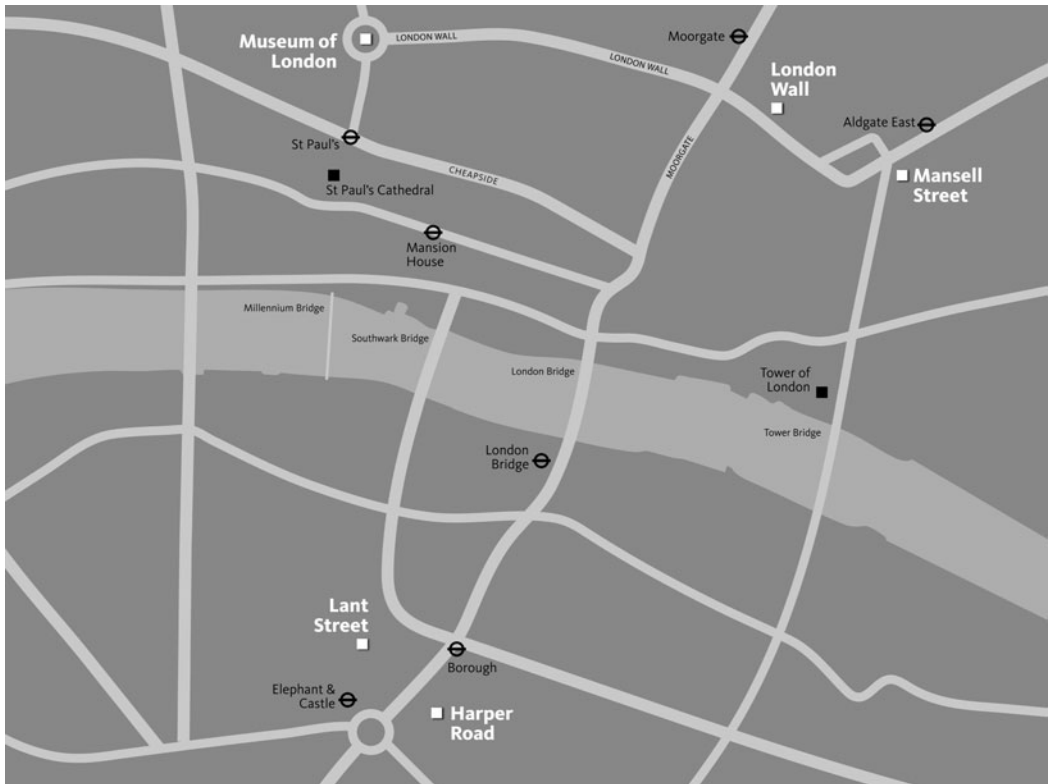 Museum of
London
LONDON WALL
LONDON WALL
Moorgate
London
Wall
Aldgate East
St Paul's
CHEAPSIDE
MOORGATE
St Paul's Cathedral
Mansell
Street
Mansion
House
Millennium Bridge
Southwark Bridge
London Bridge
Tower of
London
Tower Bridge
London
Bridge
Lant
Street
Borough
Elephant &
Castle
Harper
Road